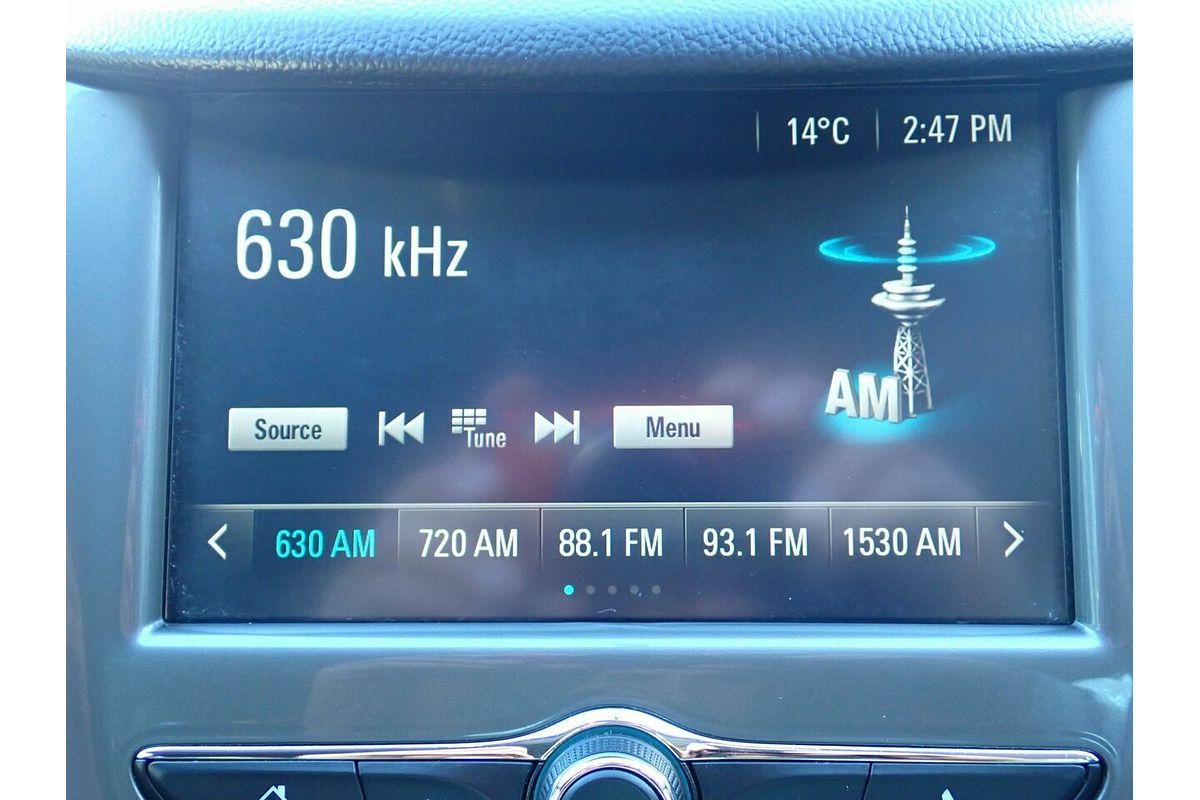 14°C 2:47 PM
630 kHz
AM
Source Tune Menu
630 AM 720 AM 88.1 FM 93.1 FM 1530 AM